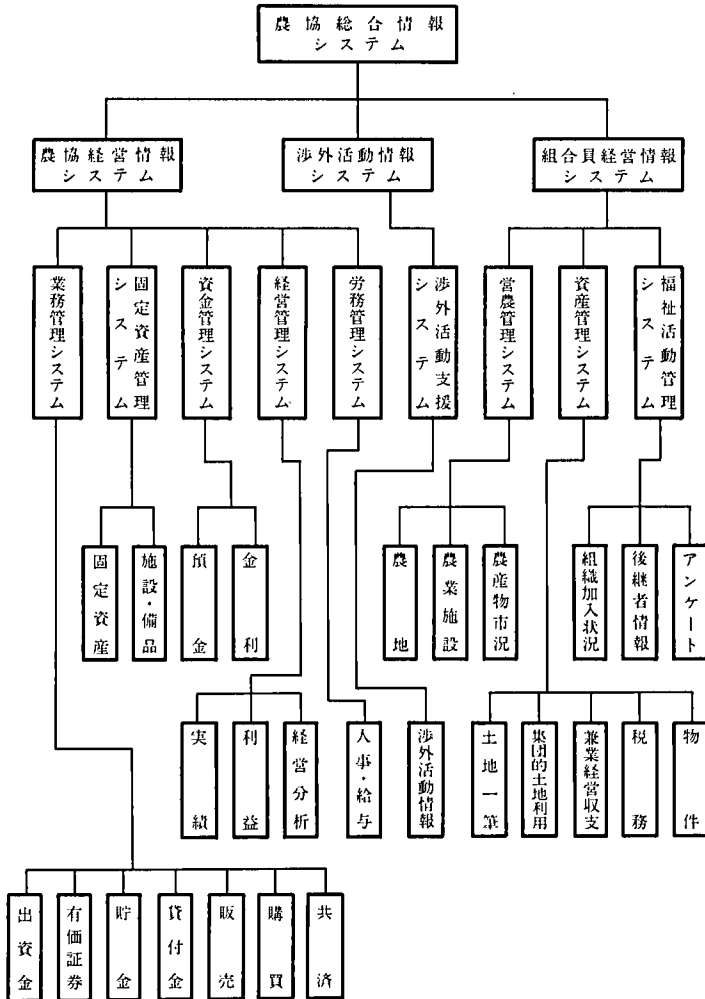 農協総合情報
システム
農協経営情報
システム
渉外活動情報
システム
組合員経営情報
システム
業務管理システム
固定資産管理
システム
資金管理システム
経営管理システム
労務管理システム
渉外活動支援
システム
営農管理システム
資産管理システム
福祉活動管理
システム
固定資産
施設・備品
預金
金利
農地
農業施設
農産物市況
組織加入状況
後継者情報
アンケート
実績
利益
経営分析
人事・給与
渉外活動情報
土地一筆
集団的土地利用
兼業経営収支
税務
物件
出資金
有価証券
貯金
貸付金
販売
購買
共済